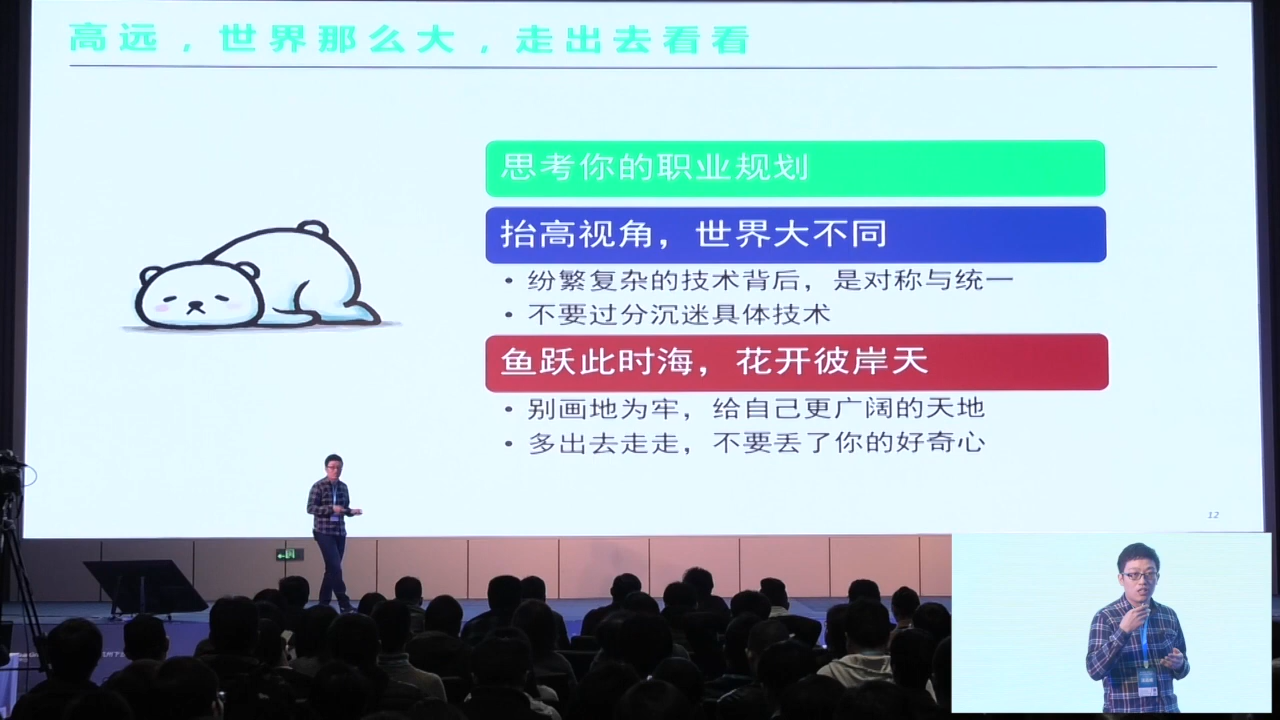 高远，世界那么大，走出去看看
思考你的职业规划
抬高视角，世界大不同
• 纷繁复杂的技术背后，是对称与统一
• 不要过分沉迷具体技术
鱼跃此时海，花开彼岸天
• 别画地为牢，给自己更广阔的天地
• 多出去走走，不要丢了你的好奇心
12